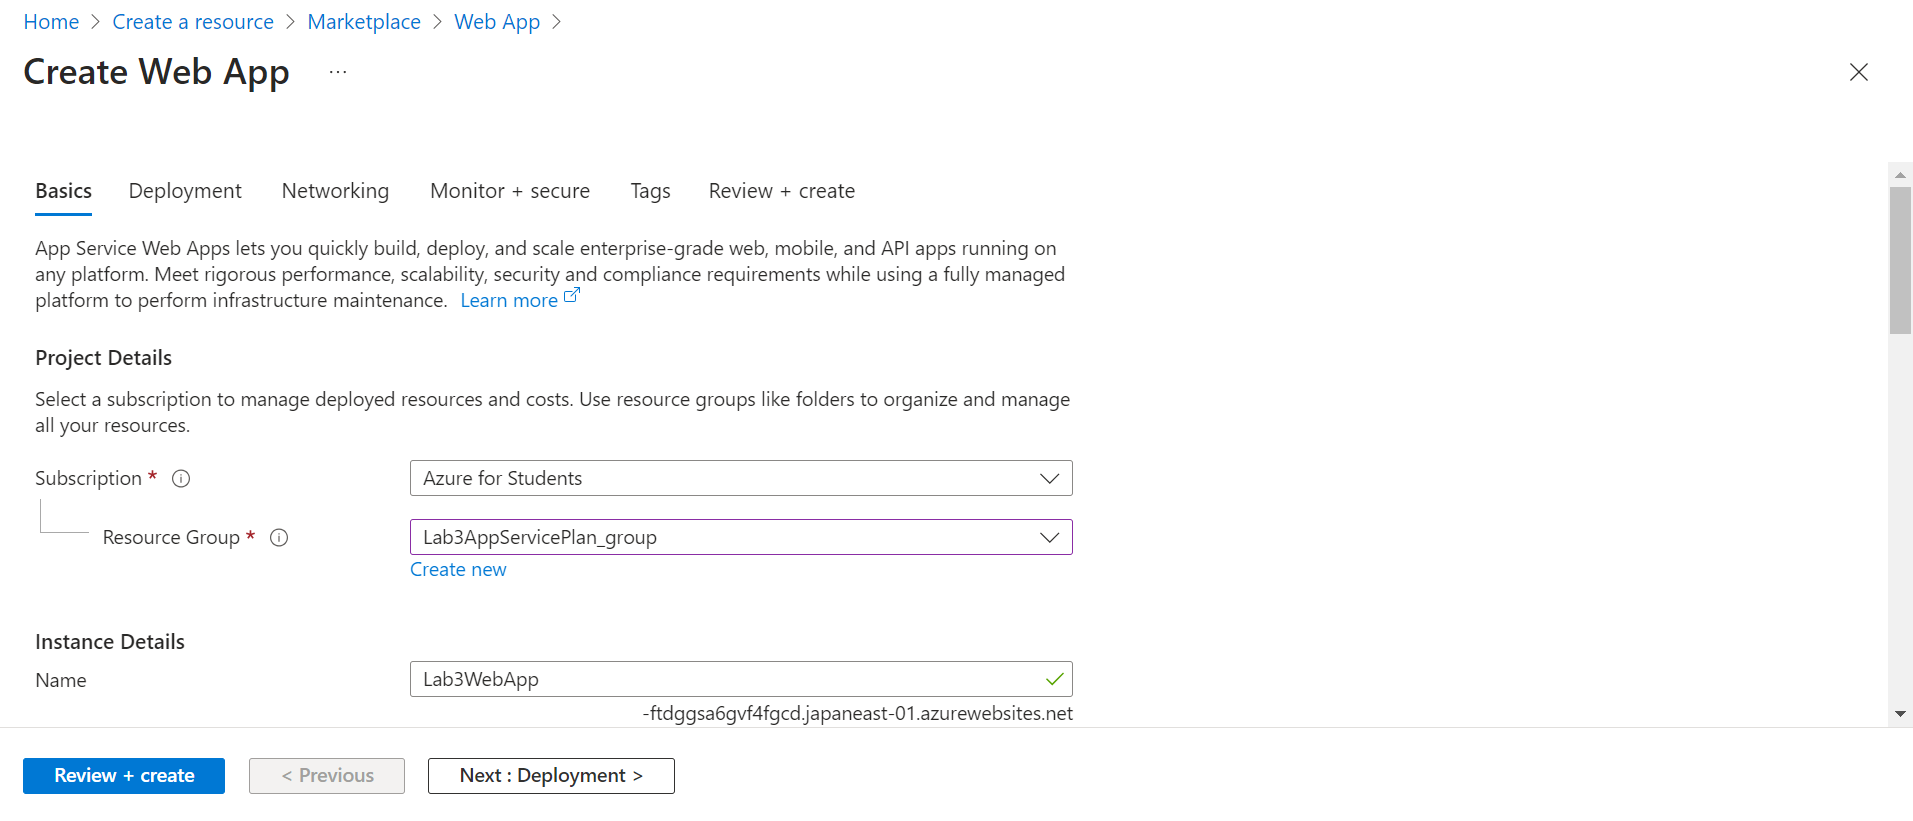 Home > Create a resource > Marketplace > Web App >
Create Web App ...
Basics Deployment Networking Monitor + secure Tags Review + create
App Service Web Apps lets you quickly build, deploy, and scale enterprise-grade web, mobile, and API apps running on
any platform. Meet rigorous performance, scalability, security and compliance requirements while using a fully managed
platform to perform infrastructure maintenance. Learn more
Project Details
Select a subscription to manage deployed resources and costs. Use resource groups like folders to organize and manage
all your resources.
Subscription * Azure for Students
Resource Group * Lab3AppServicePlan_group
Create new
Instance Details
Name Lab3WebApp
-ftdggsa6gvf4fgcd.japaneast-01.azurewebsites.net
Review + create < Previous Next : Deployment >